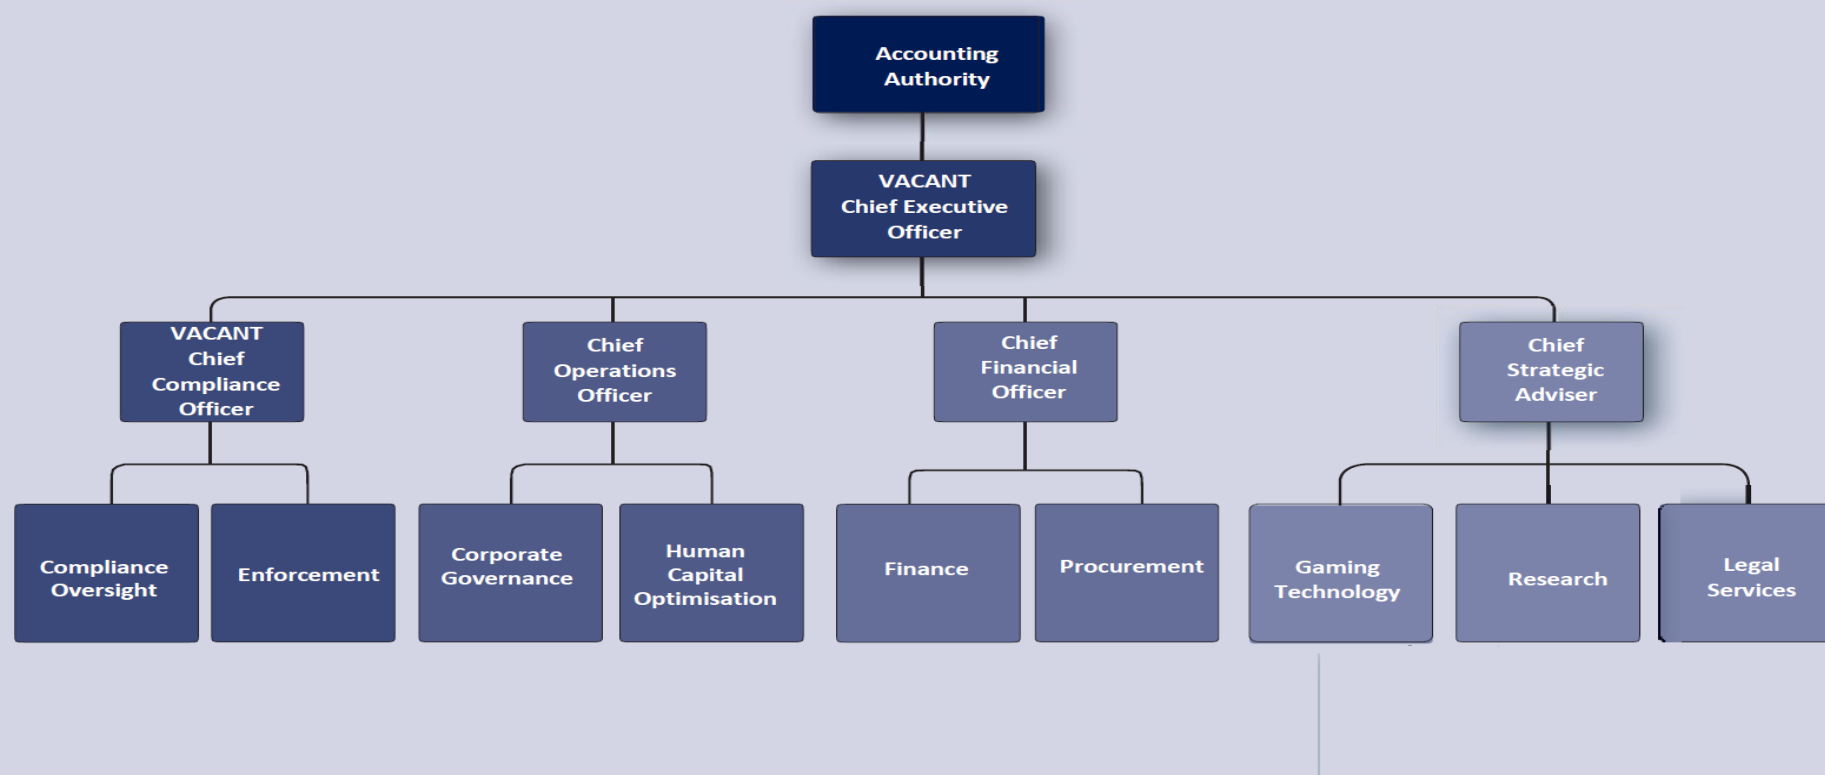 Accounting
Authority
VACANT
Chief Executive
Officer
VACANT
Chief
Compliance
Officer
Chief
Operations
Officer
Chief
Financial
Officer
Chief
Strategic
Adviser
Compliance
Oversight
Enforcement
Corporate
Governance
Human
Capital
Optimisation
Finance
Procurement
Gaming
Technology
Research
Legal
Services